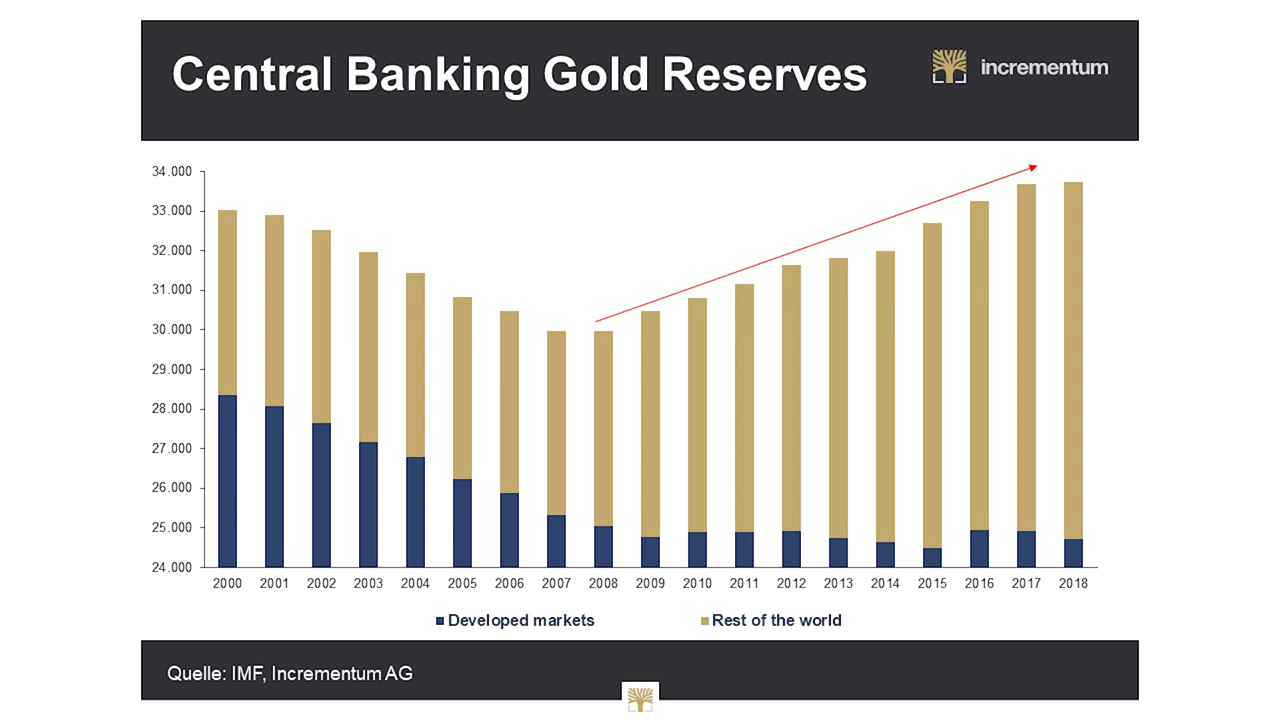 Central Banking Gold Reserves
incrementum
34.000
33.000
32.000
31.000
30.000
29.000
28.000
27.000
26.000
25.000
24.000
2000 2001 2002 2003 2004 2005 2006 2007 2008 2009 2010 2011 2012 2013 2014 2015 2016 2017 2018
Developed markets Rest of the world
Quelle: IMF, Incrementum AG